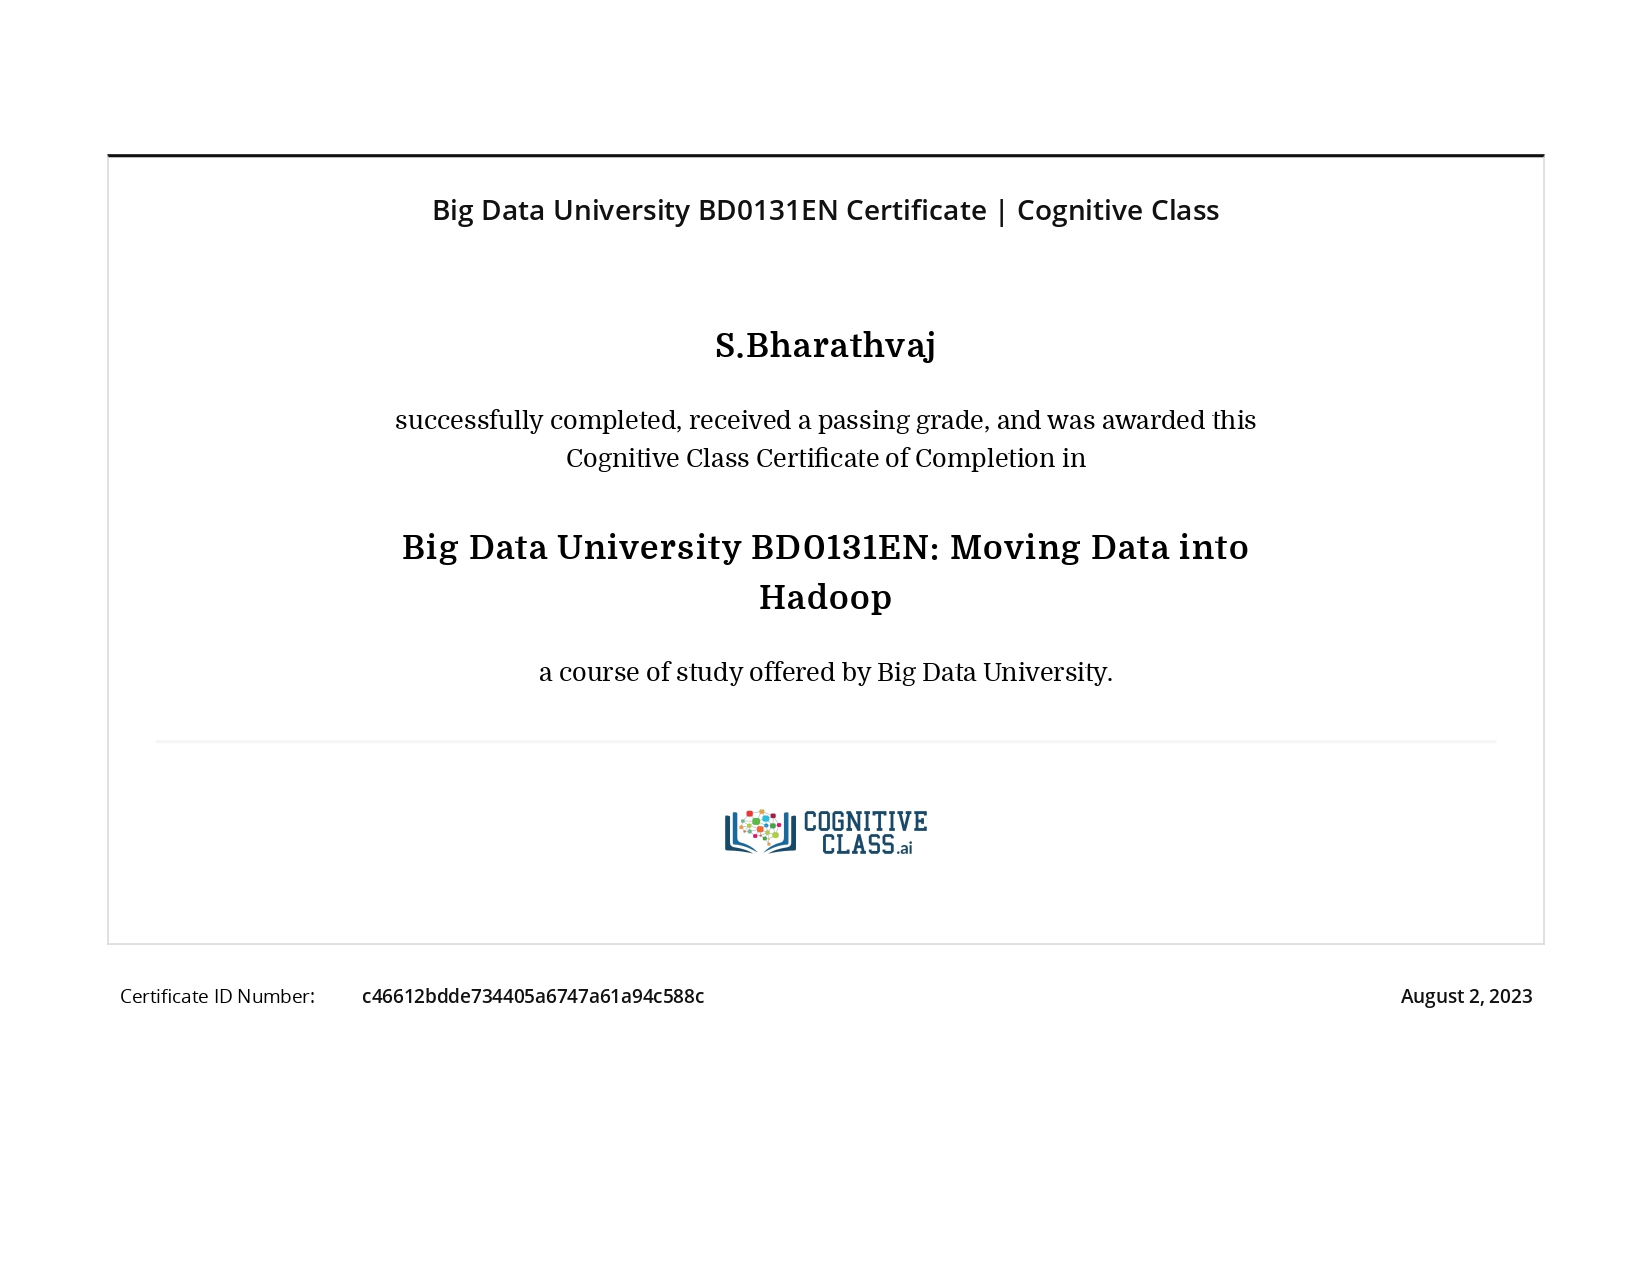 Big Data University BD0131EN Certificate | Cognitive Class
S.Bharathvaj
successfully completed, received a passing grade, and was awarded this
Cognitive Class Certificate of Completion in
Big Data University BD0131EN: Moving Data into
Hadoop
a course of study offered by Big Data University.
COGNITIVE
CLASS.ai
Certificate ID Number: c46612bdde734405a6747a61a94c588c August 2, 2023